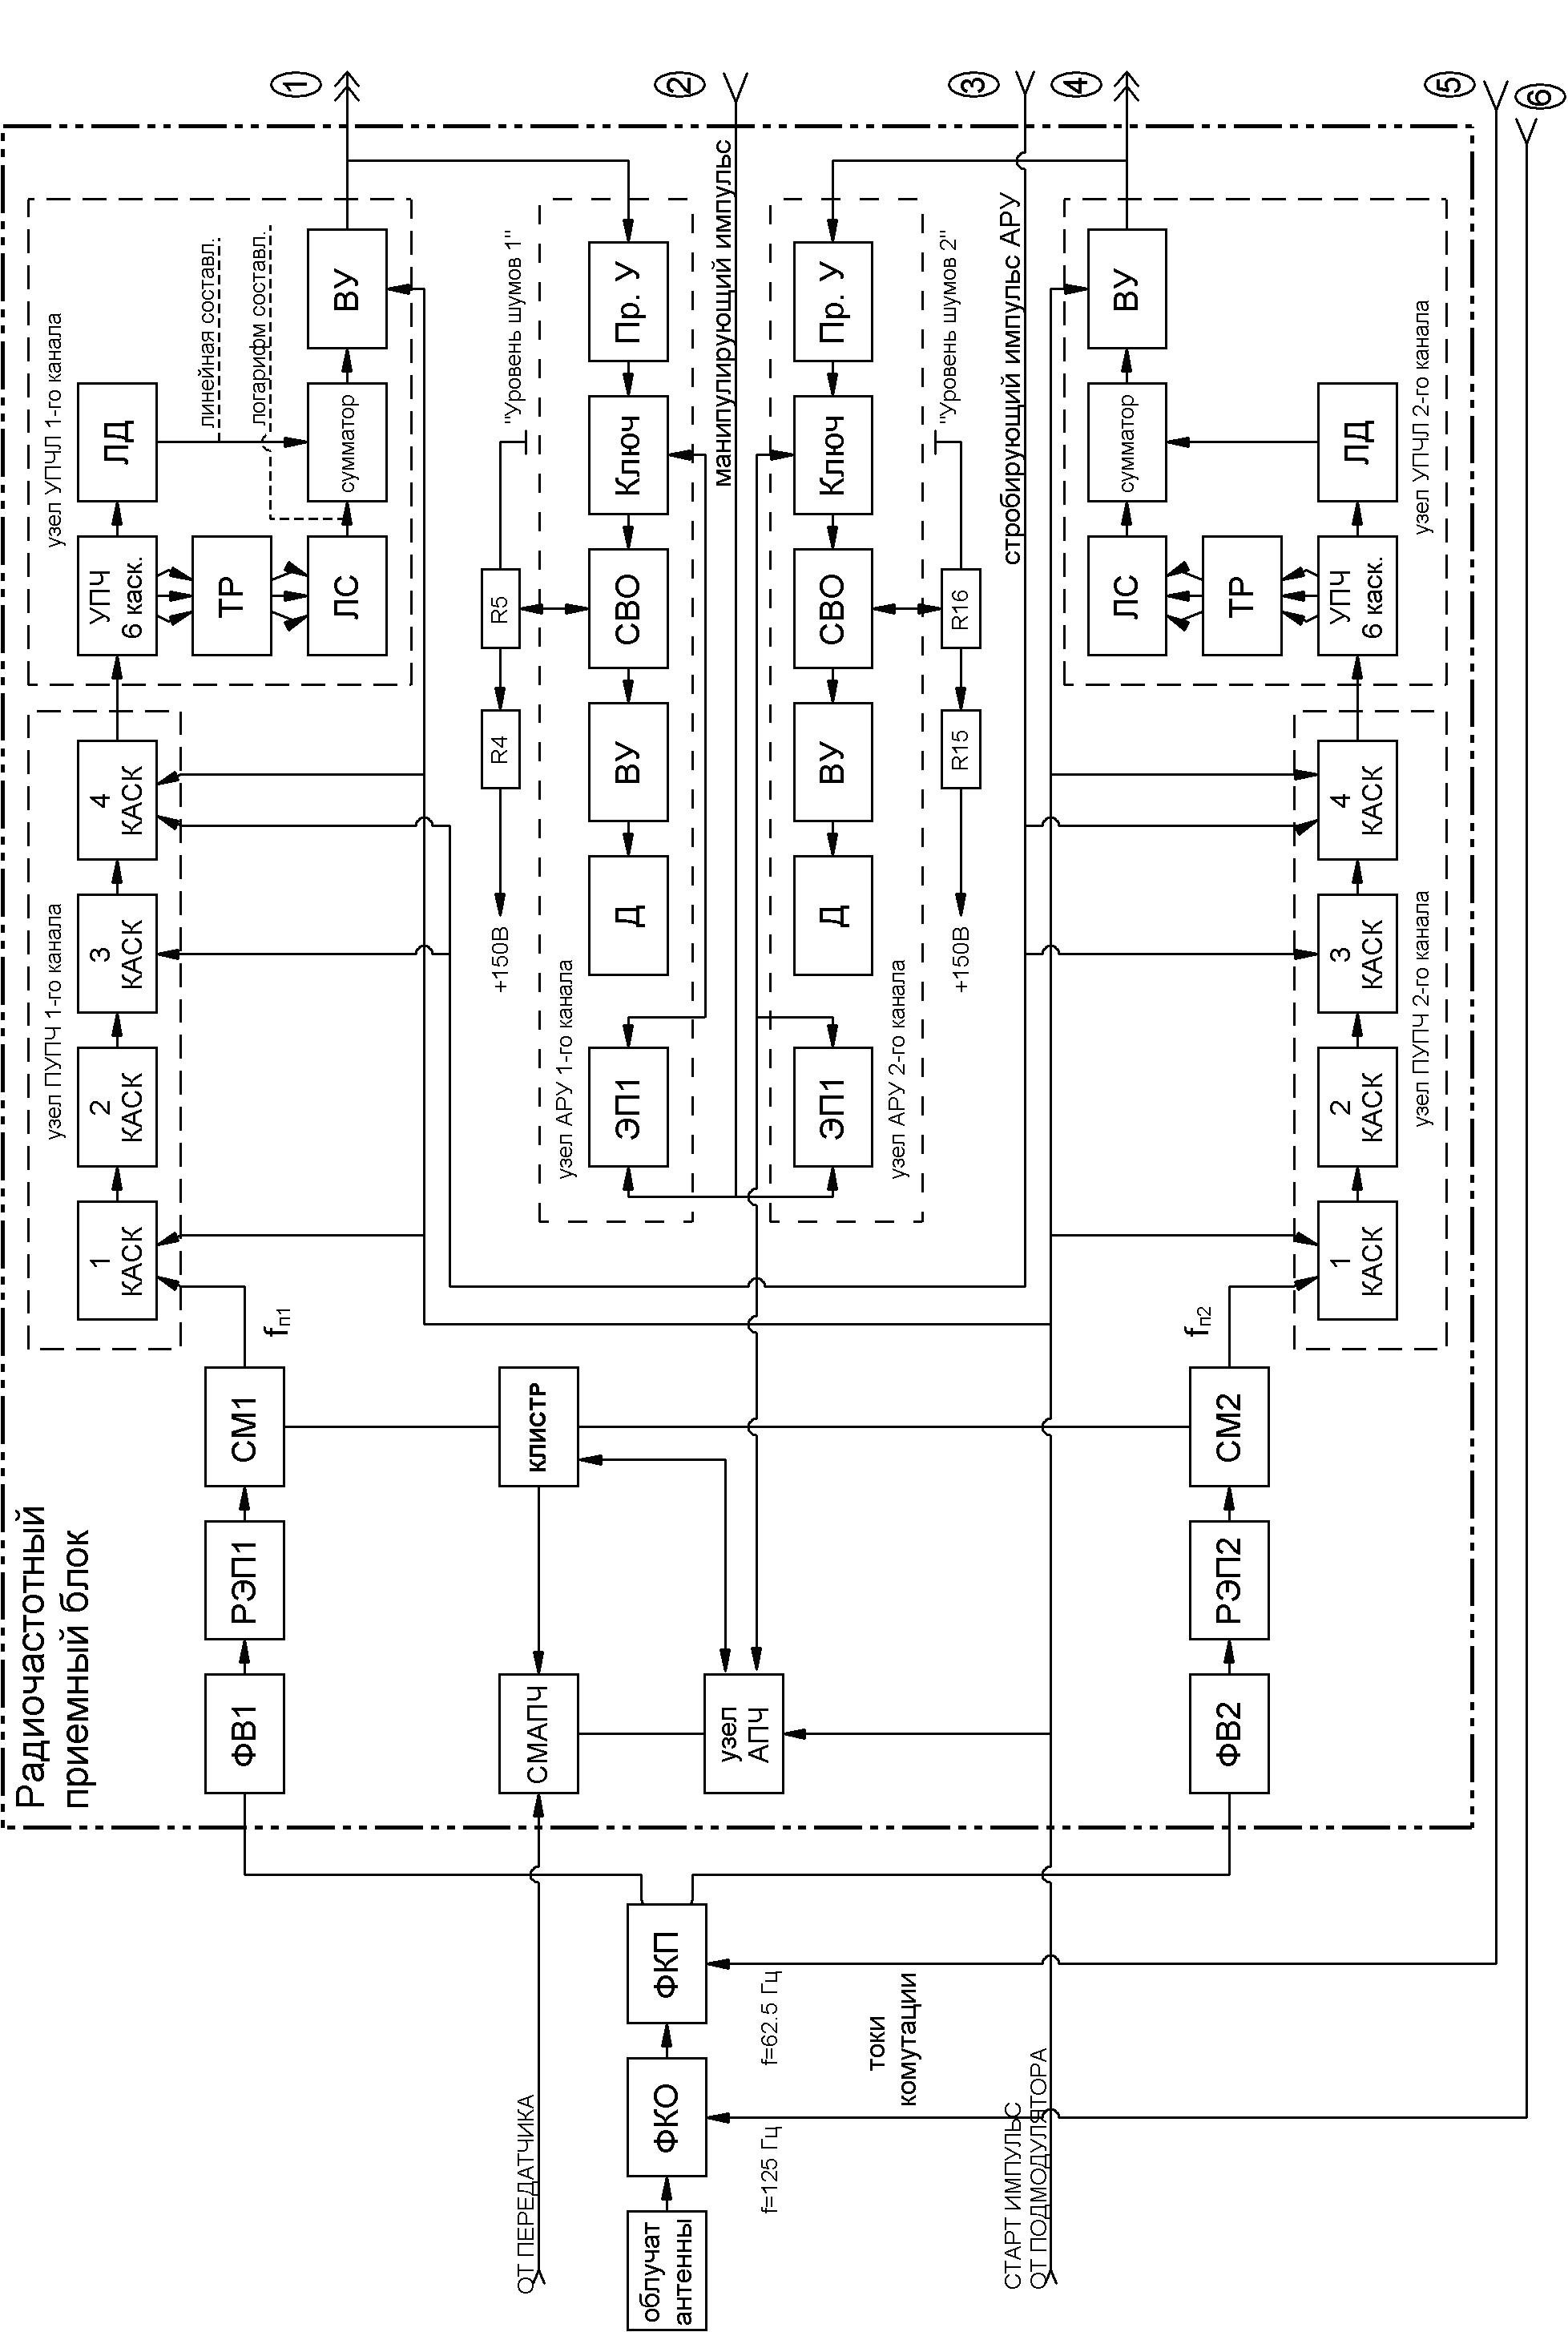 Радиочастотный
приемный блок
узел ПУПЧ 1-го канала
1
КАСК
2
КАСК
3
КАСК
4
КАСК
узел УПЧЛ 1-го канала
УПЧ
6 каск.
ЛД
ТР
ЛС
сумматор
ВУ
линейная составл.
логарифм составл.
1
ФВ1
РЭП1
СМ1
fп1
"Уровень шумов 1"
R5
R4
+150В
узел АРУ 1-го канала
ЭП1
Д
ВУ
СВО
Ключ
Пр. У
2
манипулирующий импульс
КЛИСТР
СМАПЧ
узел
АПЧ
ОТ ПЕРЕДАТЧИКА
облучат
антенны
ФКО
ФКП
f=125 Гц
f=62.5 Гц
токи
комутации
ЭП1
Д
ВУ
СВО
Ключ
Пр. У
узел АРУ 2-го канала
"Уровень шумов 2"
R16
R15
+150В
3
стробирующий импульс АРУ
СТАРТ ИМПУЛЬС
ОТ ПОДМОДУЛЯТОРА
4
ФВ2
РЭП2
СМ2
fп2
ЛС
сумматор
ВУ
ТР
УПЧ
6 каск.
ЛД
узел УПЧЛ 2-го канала
1
КАСК
2
КАСК
3
КАСК
4
КАСК
узел ПУПЧ 2-го канала
5
6